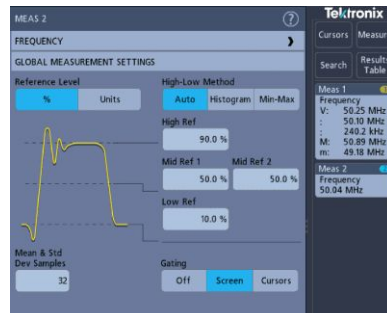 MEAS 2
?
FREQUENCY
GLOBAL MEASUREMENT SETTINGS
Reference Level
% Units
High-Low Method
Auto Histogram Min-Max
High Ref
90.0 %
Mid Ref 1 Mid Ref 2
50.0 % 50.0 %
Low Ref
10.0 %
Mean & Std
Dev Samples
32
Gating
Off Screen Cursors
Tektronix
Cursors Measure
Search Results
Table
Meas 1
Frequency
V: 50.25 MHz
: 50.10 MHz
: 240.2 kHz
M: 50.89 MHz
m: 49.18 MHz
Meas 2
Frequency
50.04 MHz